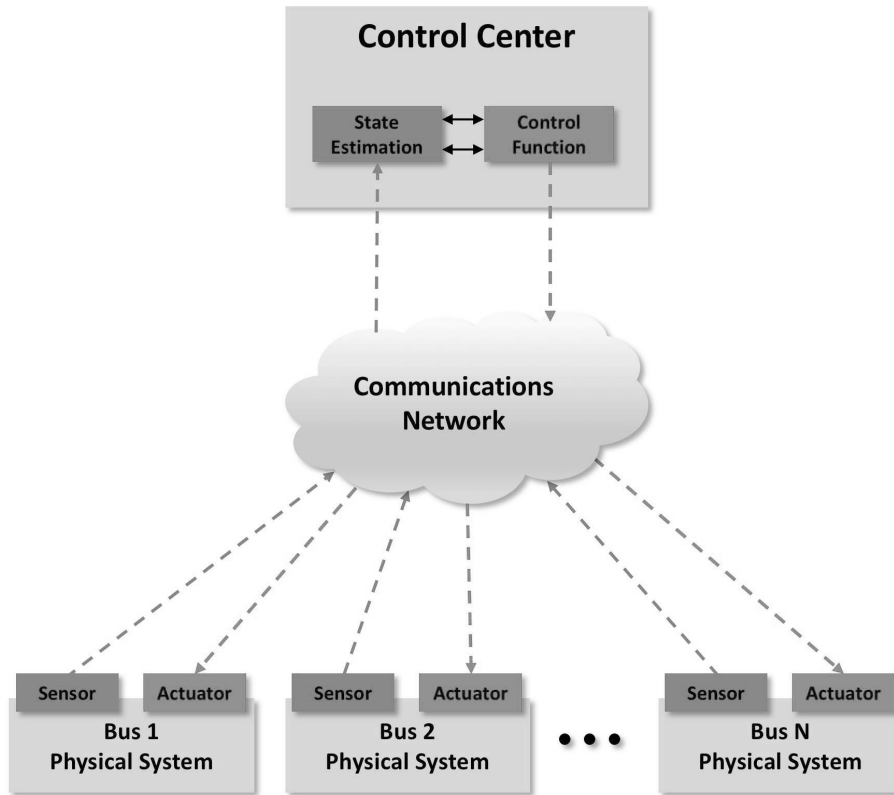 Control Center
State
Estimation
Control
Function
Communications
Network
Sensor
Actuator
Bus 1
Physical System
Sensor
Actuator
Bus 2
Physical System
Sensor
Actuator
Bus N
Physical System